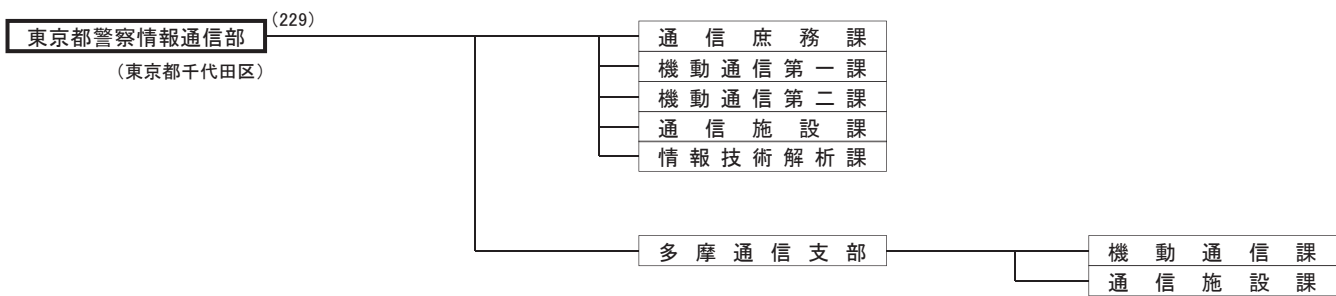 東京都警察情報通信部
(229)
(東京都千代田区)
通信庶務課
機動通信第一課
機動通信第二課
通信施設課
情報技術解析課
多摩通信支部
機動通信課
通信施設課